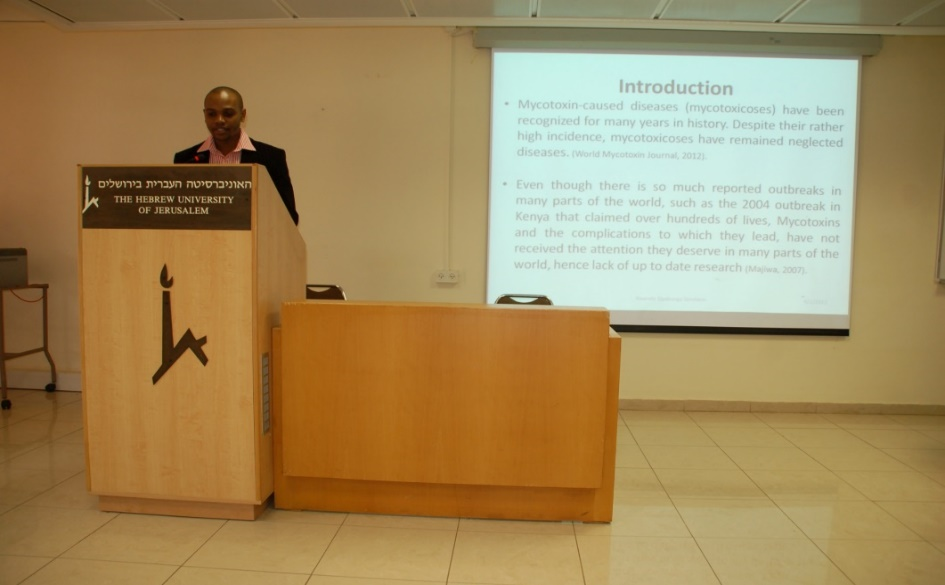 האוניברסיטה העברית בירושלים
THE HEBREW UNIVERSITY
OF JERUSALEM
Introduction
• Mycotoxin-caused diseases (mycotoxicoses) have been
recognized for many years in history. Despite their rather
high incidence, mycotoxicoses have remained neglected
diseases. (World Mycotoxin Journal, 2012).
• Even though there is so much reported outbreaks in
many parts of the world, such as the 2004 outbreak in
Kenya that claimed over hundreds of lives, Mycotoxins
and the complications to which they lead, have not
received the attention they deserve in many parts of the
world, hence lack of up to date research (Majiwa, 2007).